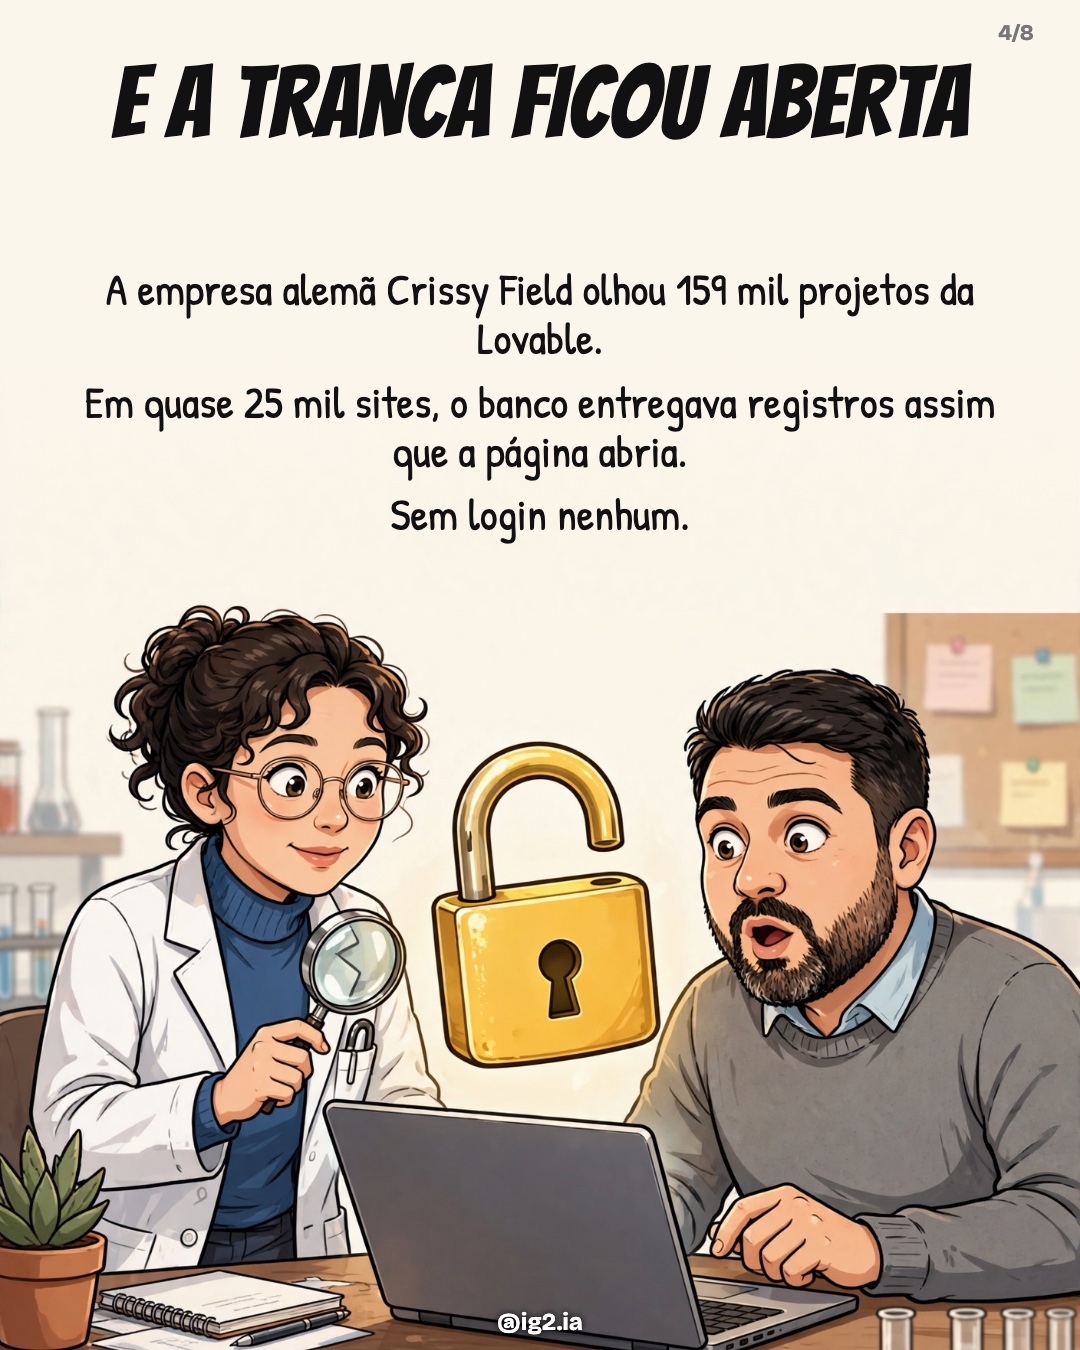 4/8
E A TRANCA FICOU ABERTA
A empresa alemã Crissy Field olhou 159 mil projetos da
Lovable.
Em quase 25 mil sites, o banco entregava registros assim
que a página abria.
Sem login nenhum.
@ig2.ia